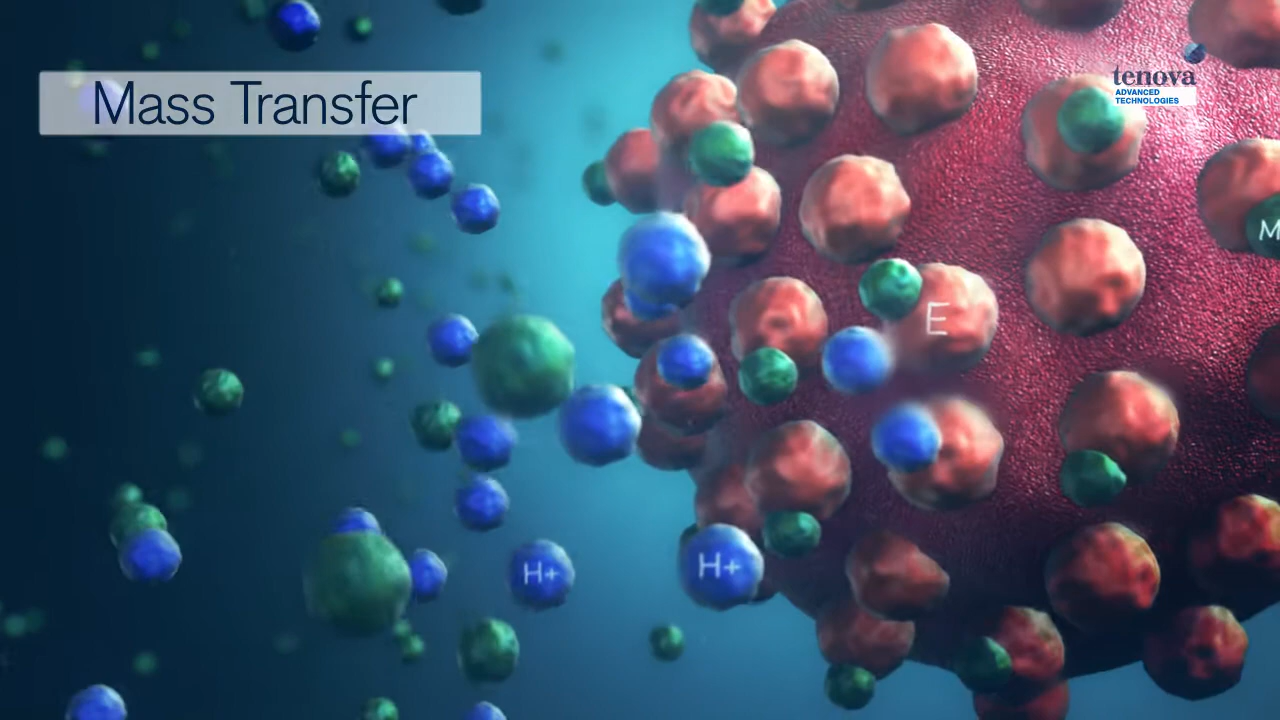 Mass Transfer
tenova
ADVANCED
TECHNOLOGIES
M
E
H+
H+